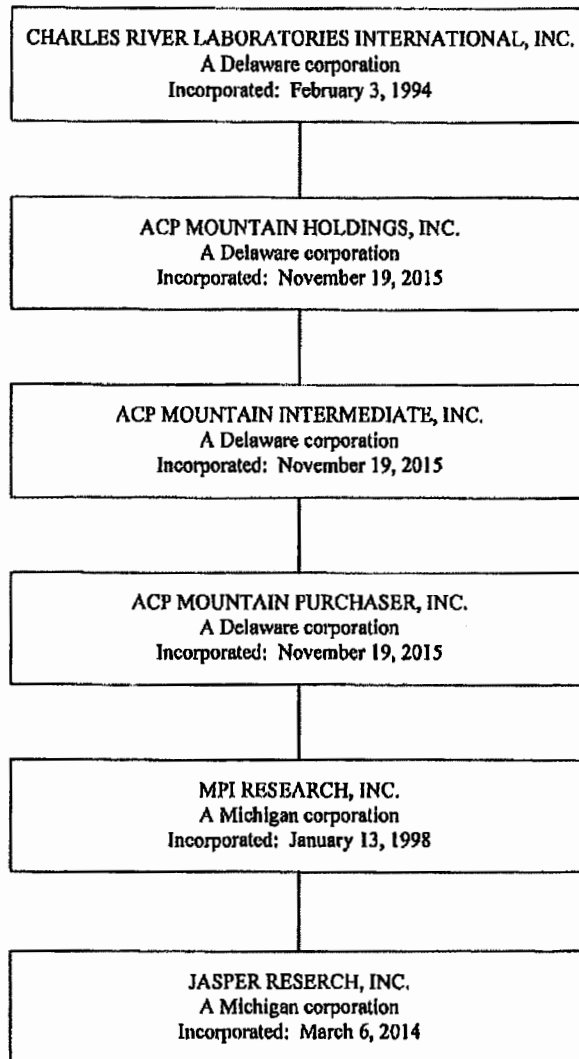 CHARLES RIVER LABORATORIES INTERNATIONAL, INC.
A Delaware corporation
Incorporated: February 3, 1994
ACP MOUNTAIN HOLDINGS, INC.
A Delaware corporation
Incorporated: November 19, 2015
ACP MOUNTAIN INTERMEDIATE, INC.
A Delaware corporation
Incorporated: November 19, 2015
ACP MOUNTAIN PURCHASER, INC.
A Delaware corporation
Incorporated: November 19, 2015
MPI RESEARCH, INC.
A Michigan corporation
Incorporated: January 13, 1998
JASPER RESERCH, INC.
A Michigan corporation
Incorporated: March 6, 2014